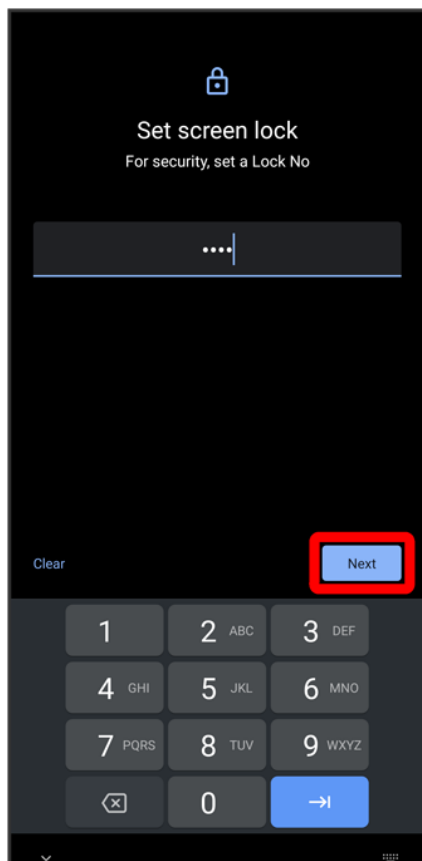 Set screen lock
For security, set a Lock No
••••
Clear
Next
1
2 ABC
3 DEF
4 GHI
5 JKL
6 MNO
7 PQRS
8 TUV
9 WXYZ
0